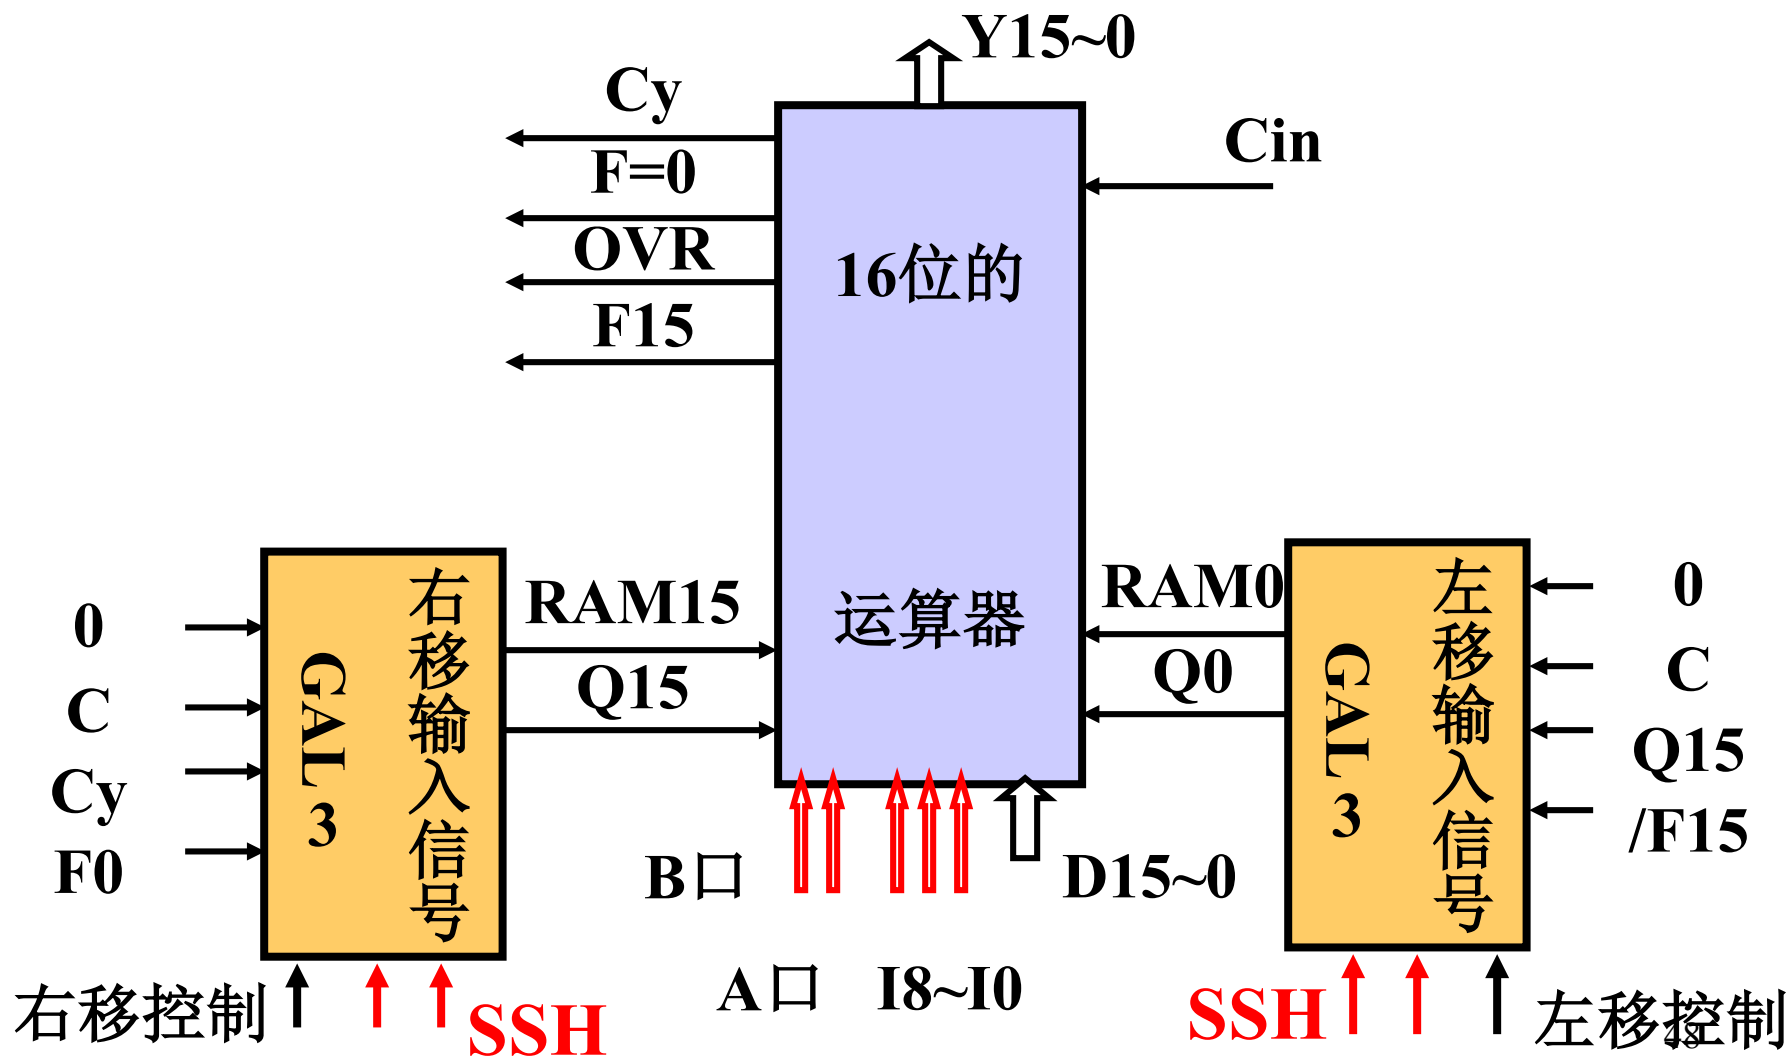 Y15~0
Cy
F=0
OVR
F15
Cin
16位的
运算器
RAM15
Q15
RAM0
Q0
0
C
Cy
F0
GAL3
右移输入信号
右移控制
SSH
B口
A口
I8~I0
D15~0
GAL3
左移输入信号
0
C
Q15
/F15
SSH
左移控制
48